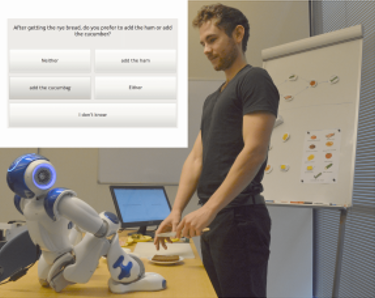 After getting the rye bread, do you prefer to add the ham or add
the cucumber?
Neither
add the ham
add the cucumber
Either
I don't know